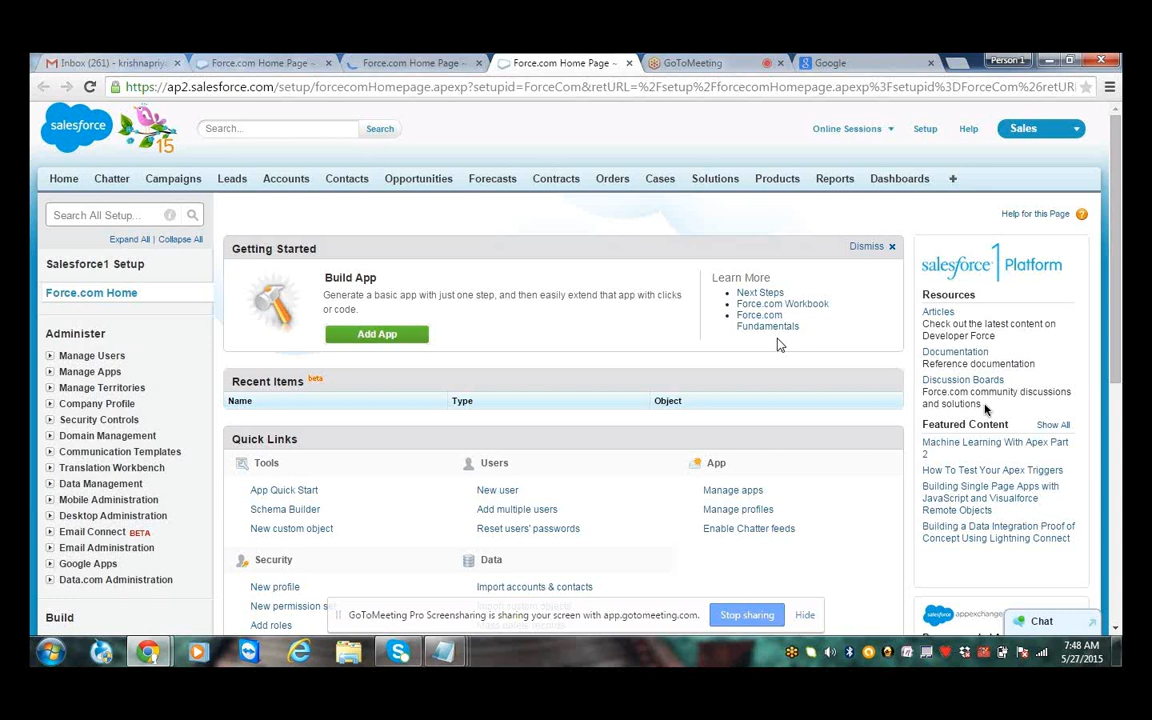 Inbox (261) - krishnapriy
Force.com Home Page ~
Force.com Home Page ~
Force.com Home Page ~
GoToMeeting
Google
Person 1
https://ap2.salesforce.com/setup/forcecomHomepage.apexp?setupid=ForceCom&retURL=%2Fsetup%2FforcecomHomepage.apexp%3Fsetupid%3DForceCom%26retURI
salesforce
15
Search...
Search
Online Sessions
Setup
Help
Sales
Home
Chatter
Campaigns
Leads
Accounts
Contacts
Opportunities
Forecasts
Contracts
Orders
Cases
Solutions
Products
Reports
Dashboards
+
Search All Setup...
Expand All | Collapse All
Salesforce1 Setup
Force.com Home
Administer
Manage Users
Manage Apps
Manage Territories
Company Profile
Security Controls
Domain Management
Communication Templates
Translation Workbench
Data Management
Mobile Administration
Desktop Administration
Email Connect BETA
Email Administration
Google Apps
Data.com Administration
Build
Help for this Page
Getting Started
Dismiss
Build App
Generate a basic app with just one step, and then easily extend that app with clicks
or code.
Add App
Learn More
Next Steps
Force.com Workbook
Force.com
Fundamentals
Recent Items beta
Name
Type
Object
Quick Links
Tools
App Quick Start
Schema Builder
New custom object
Users
New user
Add multiple users
Reset users' passwords
App
Manage apps
Manage profiles
Enable Chatter feeds
Security
New profile
New permission se
Add roles
Data
Import accounts & contacts
salesforce1 Platform
Resources
Articles
Check out the latest content on
Developer Force
Documentation
Reference documentation
Discussion Boards
Force.com community discussions
and solutions
Featured Content
Show All
Machine Learning With Apex Part
2
How To Test Your Apex Triggers
Building Single Page Apps with
JavaScript and Visualforce
Remote Objects
Building a Data Integration Proof of
Concept Using Lightning Connect
salesforce appexchange
GoToMeeting Pro Screensharing is sharing your screen with app.gotomeeting.com.
Stop sharing
Hide
Chat
7:48 AM
5/27/2015